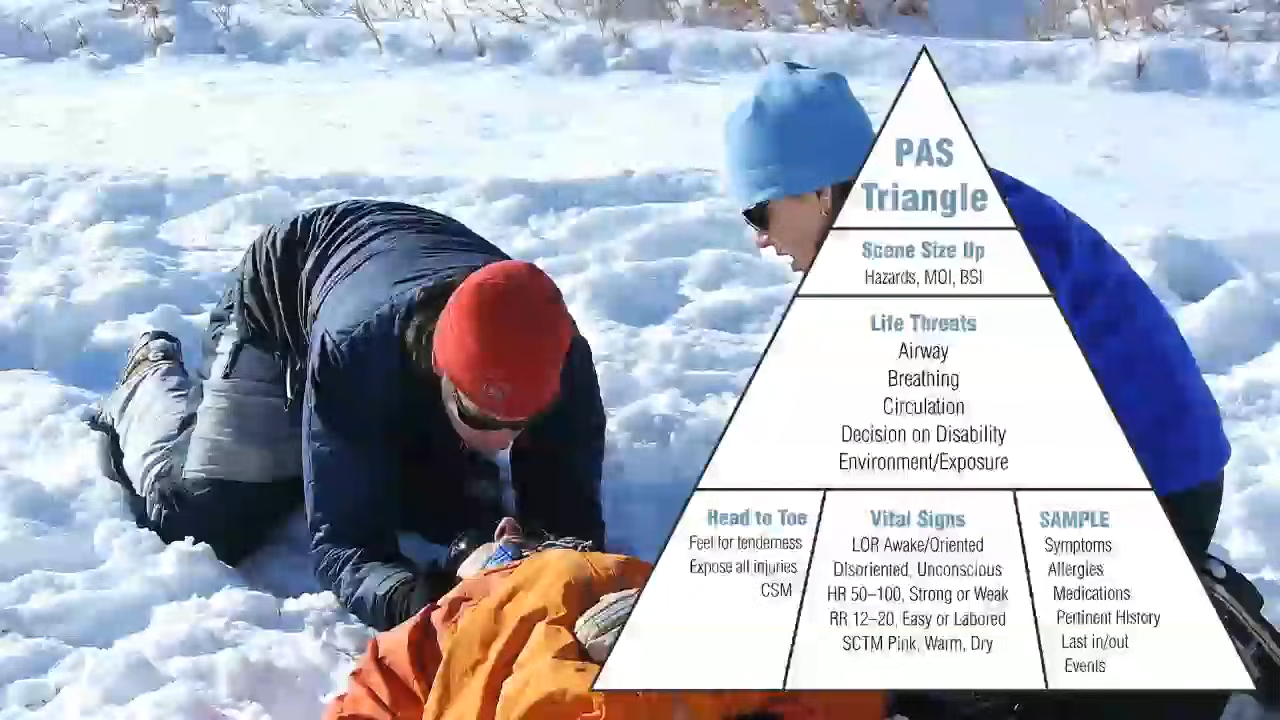 PAS
Triangle
Scene Size Up
Hazards, MOI, BSI
Life Threats
Airway
Breathing
Circulation
Decision on Disability
Environment/Exposure
Head to Toe
Feel for tenderness
Expose all injuries
CSM
Vital Signs
LOR Awake/Oriented
Disoriented, Unconscious
HR 50–100, Strong or Weak
RR 12–20, Easy or Labored
SCTM Pink, Warm, Dry
SAMPLE
Symptoms
Allergies
Medications
Pertinent History
Last in/out
Events